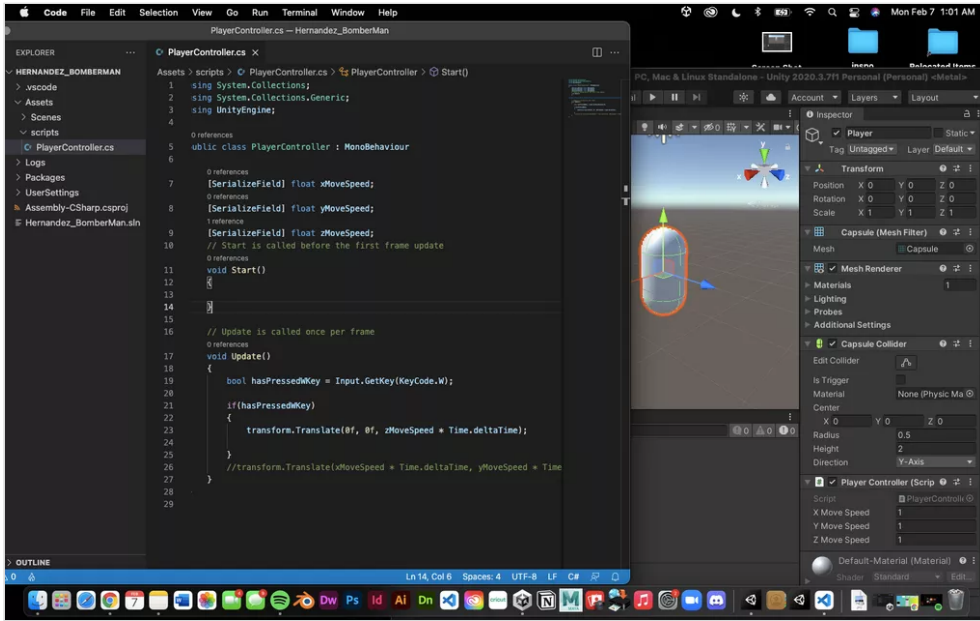 Code File Edit Selection View Go Run Terminal Window Help
Mon Feb 7 1:01 AM
PlayerController.cs — Hernandez_BomberMan
EXPLORER
HERNANDEZ_BOMBERMAN
.vscode
Assets
Scenes
scripts
PlayerController.cs
Logs
Packages
UserSettings
Assembly-CSharp.csproj
Hernandez_BomberMan.sln
OUTLINE
PlayerController.cs
Assets > scripts > PlayerController.cs > PlayerController > Start()
1 sing System.Collections;
2 sing System.Collections.Generic;
3 sing UnityEngine;
4
0 references
5 ublic class PlayerController : MonoBehaviour
6
0 references
7 [SerializeField] float xMoveSpeed;
0 references
8 [SerializeField] float yMoveSpeed;
1 reference
9 [SerializeField] float zMoveSpeed;
10 // Start is called before the first frame update
0 references
11 void Start()
12 {
13
14 }
15
16 // Update is called once per frame
0 references
17 void Update()
18 {
19 bool hasPressedWKey = Input.GetKey(KeyCode.W);
20
21 if(hasPressedWKey)
22 {
23 transform.Translate(0f, 0f, zMoveSpeed * Time.deltaTime);
24
25 }
26 //transform.Translate(xMoveSpeed * Time.deltaTime, yMoveSpeed * Time
27 }
28
29
0
Ln 14, Col 6 Spaces: 4 UTF-8 LF C#
PC, Mac & Linux Standalone - Unity 2020.3.7f1 Personal (Personal) <Metal>
Account Layers Layout
y
x
0 0 0
Inspector
Player Static
Tag Untagged Layer Default
Transform
Position X 0 Y 0 Z 0
Rotation X 0 Y 0 Z 0
Scale X 1 Y 1 Z 1
Capsule (Mesh Filter)
Mesh Capsule
Mesh Renderer
Materials 1
Lighting
Probes
Additional Settings
Capsule Collider
Edit Collider
Is Trigger
Material None (Physic Ma
Center
X 0 Y 0 Z 0
Radius 0.5
Height 2
Direction Y-Axis
Player Controller (Scrip
Script PlayerControlle
X Move Speed 1
Y Move Speed 1
Z Move Speed 1
Default-Material (Material)
Shader Standard Edit...
FEB
7
Dw Ps Id Ai Dn